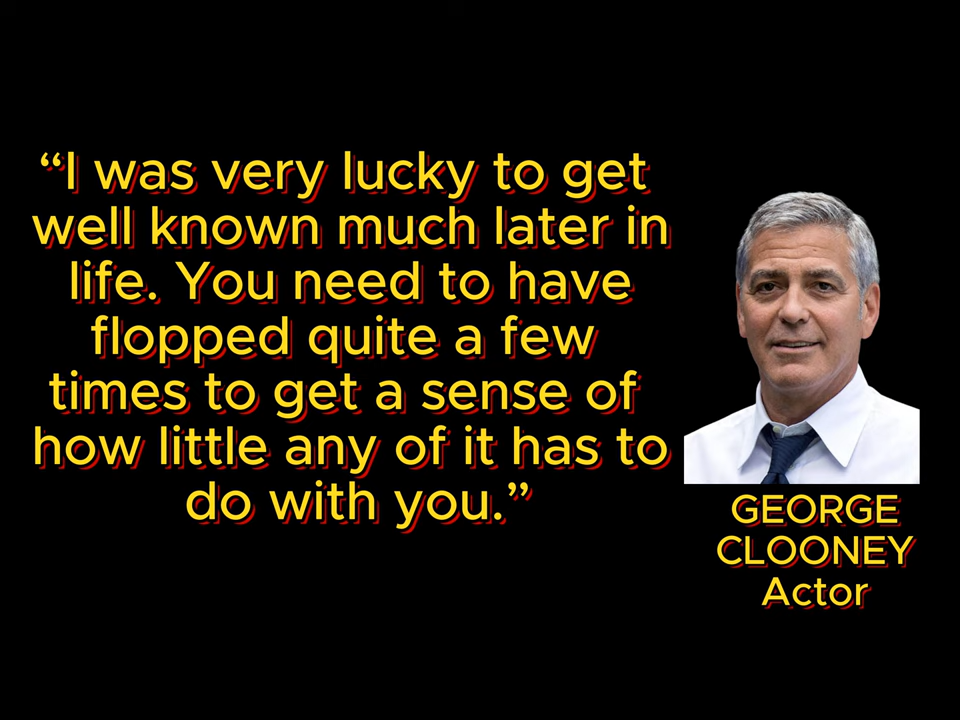 “I was very lucky to get
well known much later in
life. You need to have
flopped quite a few
times to get a sense of
how little any of it has to
do with you.”
GEORGE
CLOONEY
Actor